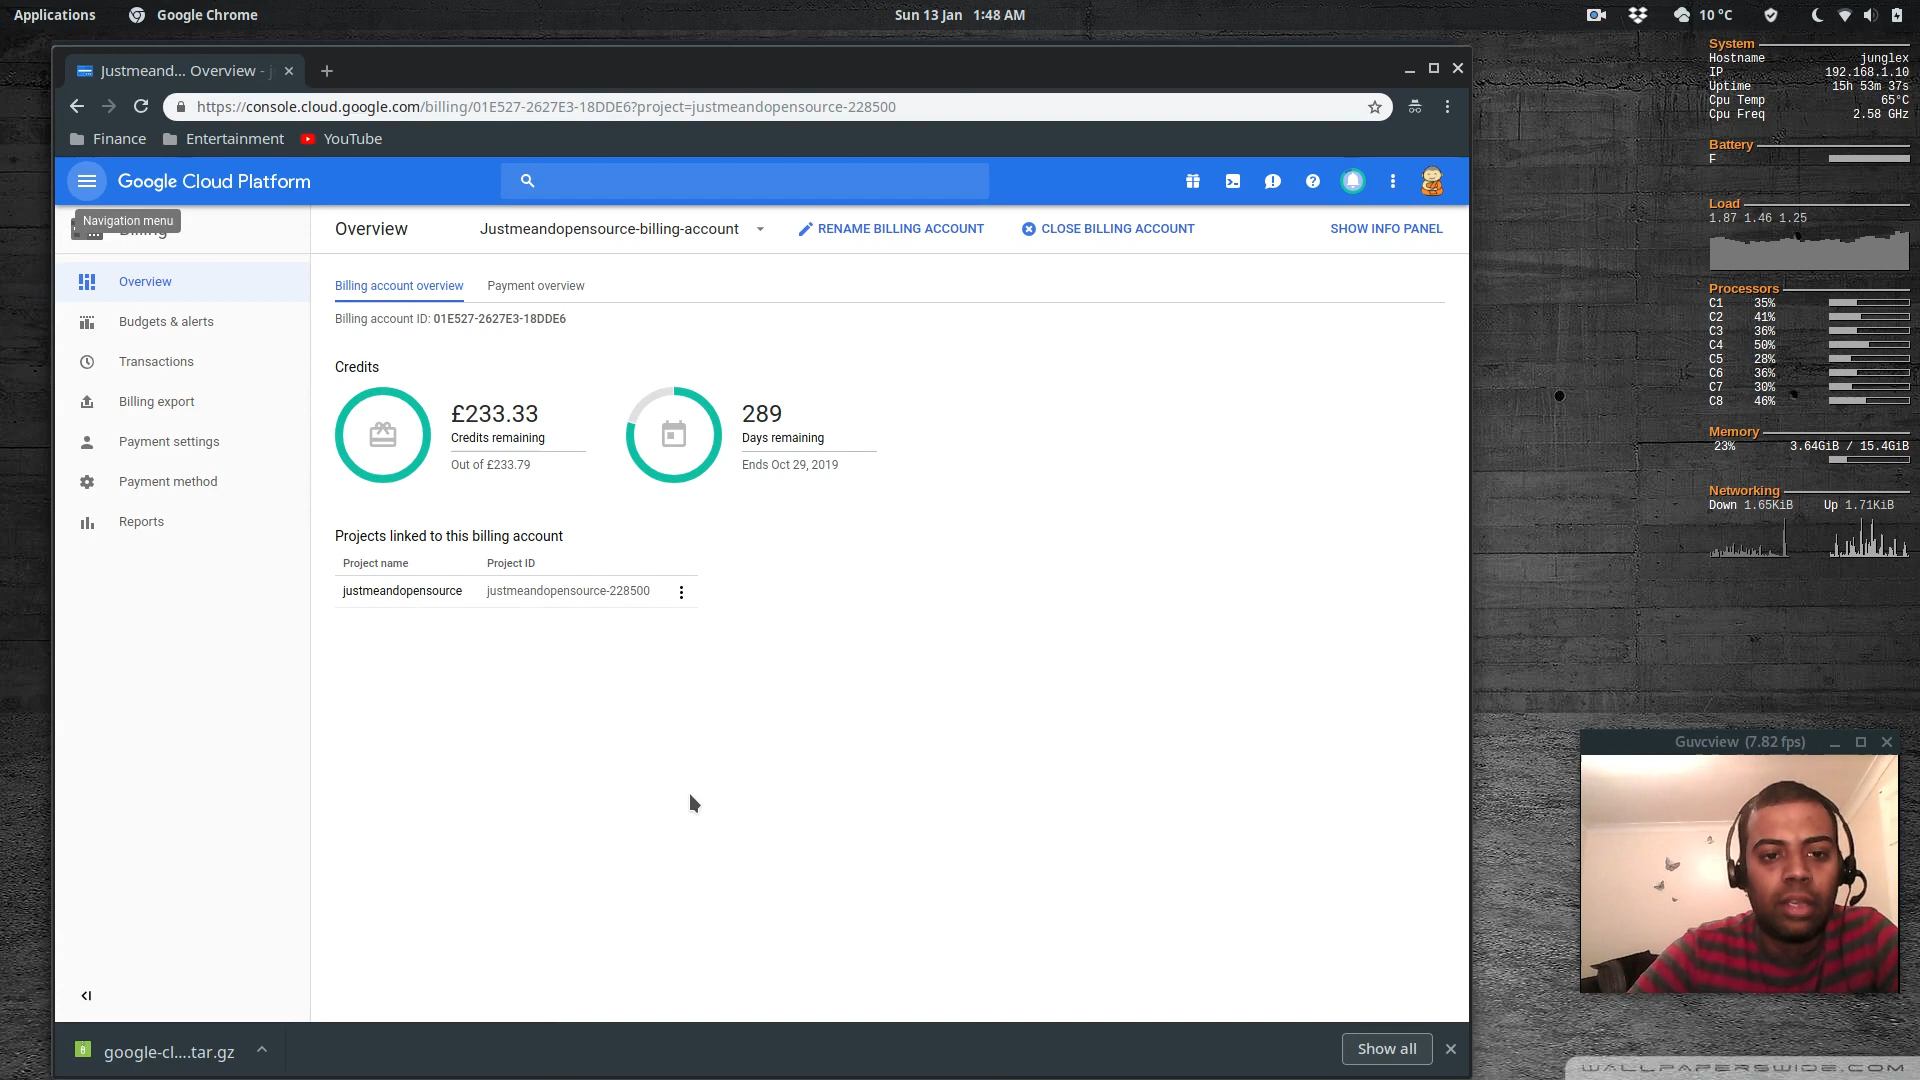 Applications
Google Chrome
Sun 13 Jan 1:48 AM
10 °C
Justmeand... Overview -
https://console.cloud.google.com/billing/01E527-2627E3-18DDE6?project=justmeandopensource-228500
Finance
Entertainment
YouTube
Google Cloud Platform
Navigation menu
Overview
Justmeandopensource-billing-account
RENAME BILLING ACCOUNT
CLOSE BILLING ACCOUNT
SHOW INFO PANEL
Overview
Budgets & alerts
Transactions
Billing export
Payment settings
Payment method
Reports
Billing account overview
Payment overview
Billing account ID: 01E527-2627E3-18DDE6
Credits
£233.33
Credits remaining
Out of £233.79
289
Days remaining
Ends Oct 29, 2019
Projects linked to this billing account
Project name Project ID
justmeandopensource justmeandopensource-228500
google-cl....tar.gz
Show all
System
Hostname junglex
IP 192.168.1.10
Uptime 15h 53m 37s
Cpu Temp 65°C
Cpu Freq 2.58 GHz
Battery
F
Load
1.87 1.46 1.25
Processors
C1 35%
C2 41%
C3 36%
C4 50%
C5 28%
C6 36%
C7 30%
C8 46%
Memory
23% 3.64GiB / 15.4GiB
Networking
Down 1.65KiB Up 1.71KiB
Guvcview (7.82 fps)
WALLPAPERSWIDE.COM